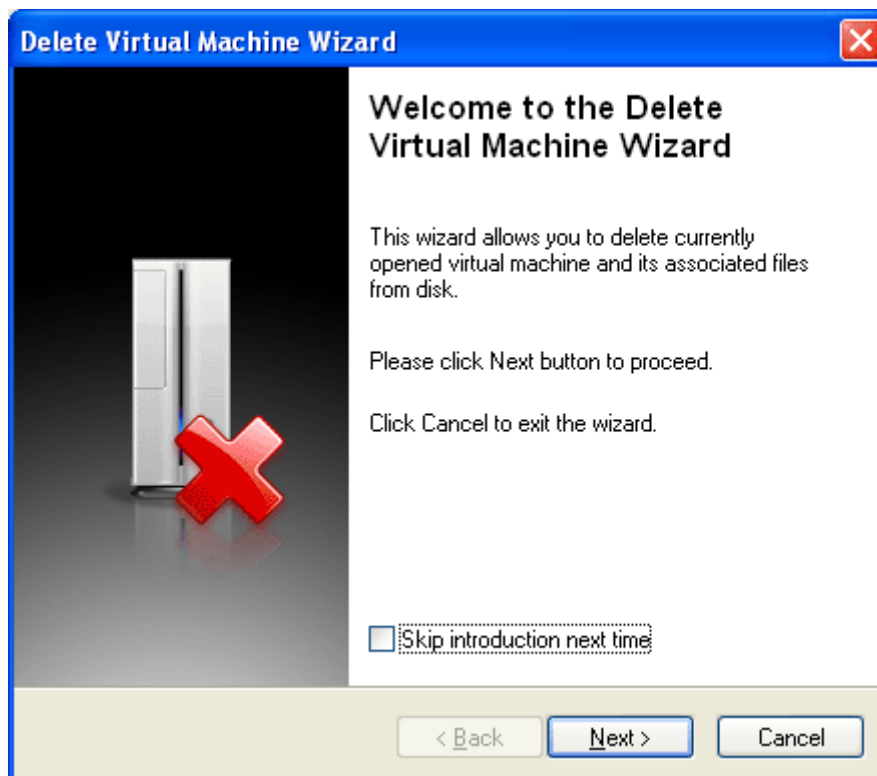 Delete Virtual Machine Wizard
Welcome to the Delete
Virtual Machine Wizard
This wizard allows you to delete currently
opened virtual machine and its associated files
from disk.
Please click Next button to proceed.
Click Cancel to exit the wizard.
Skip introduction next time
< Back
Next >
Cancel